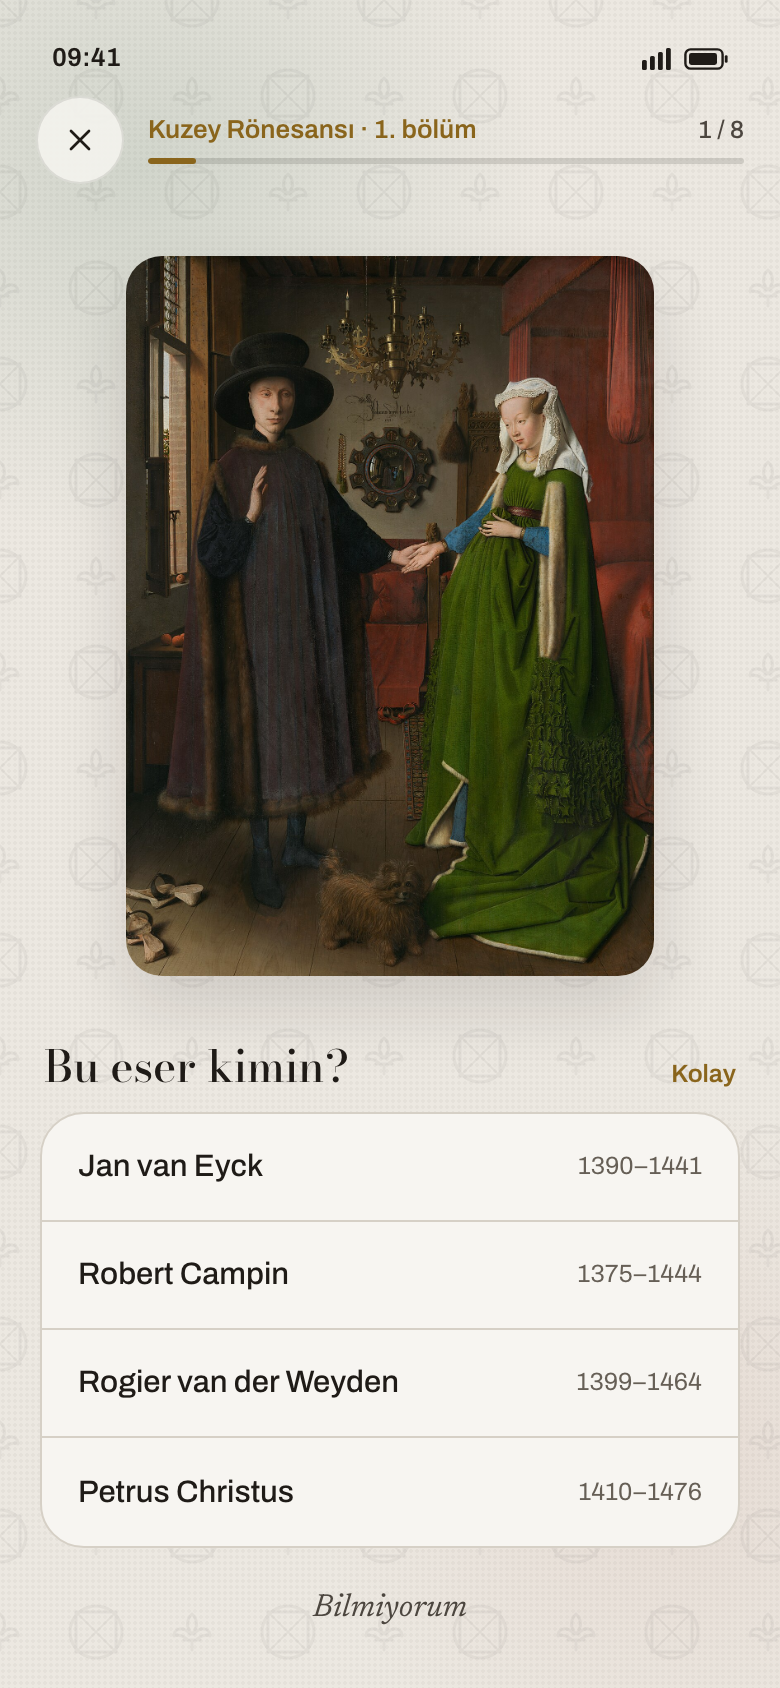 09:41
Kuzey Rönesansı · 1. bölüm
1 / 8
Bu eser kimin?
Kolay
Jan van Eyck
1390–1441
Robert Campin
1375–1444
Rogier van der Weyden
1399–1464
Petrus Christus
1410–1476
Bilmiyorum